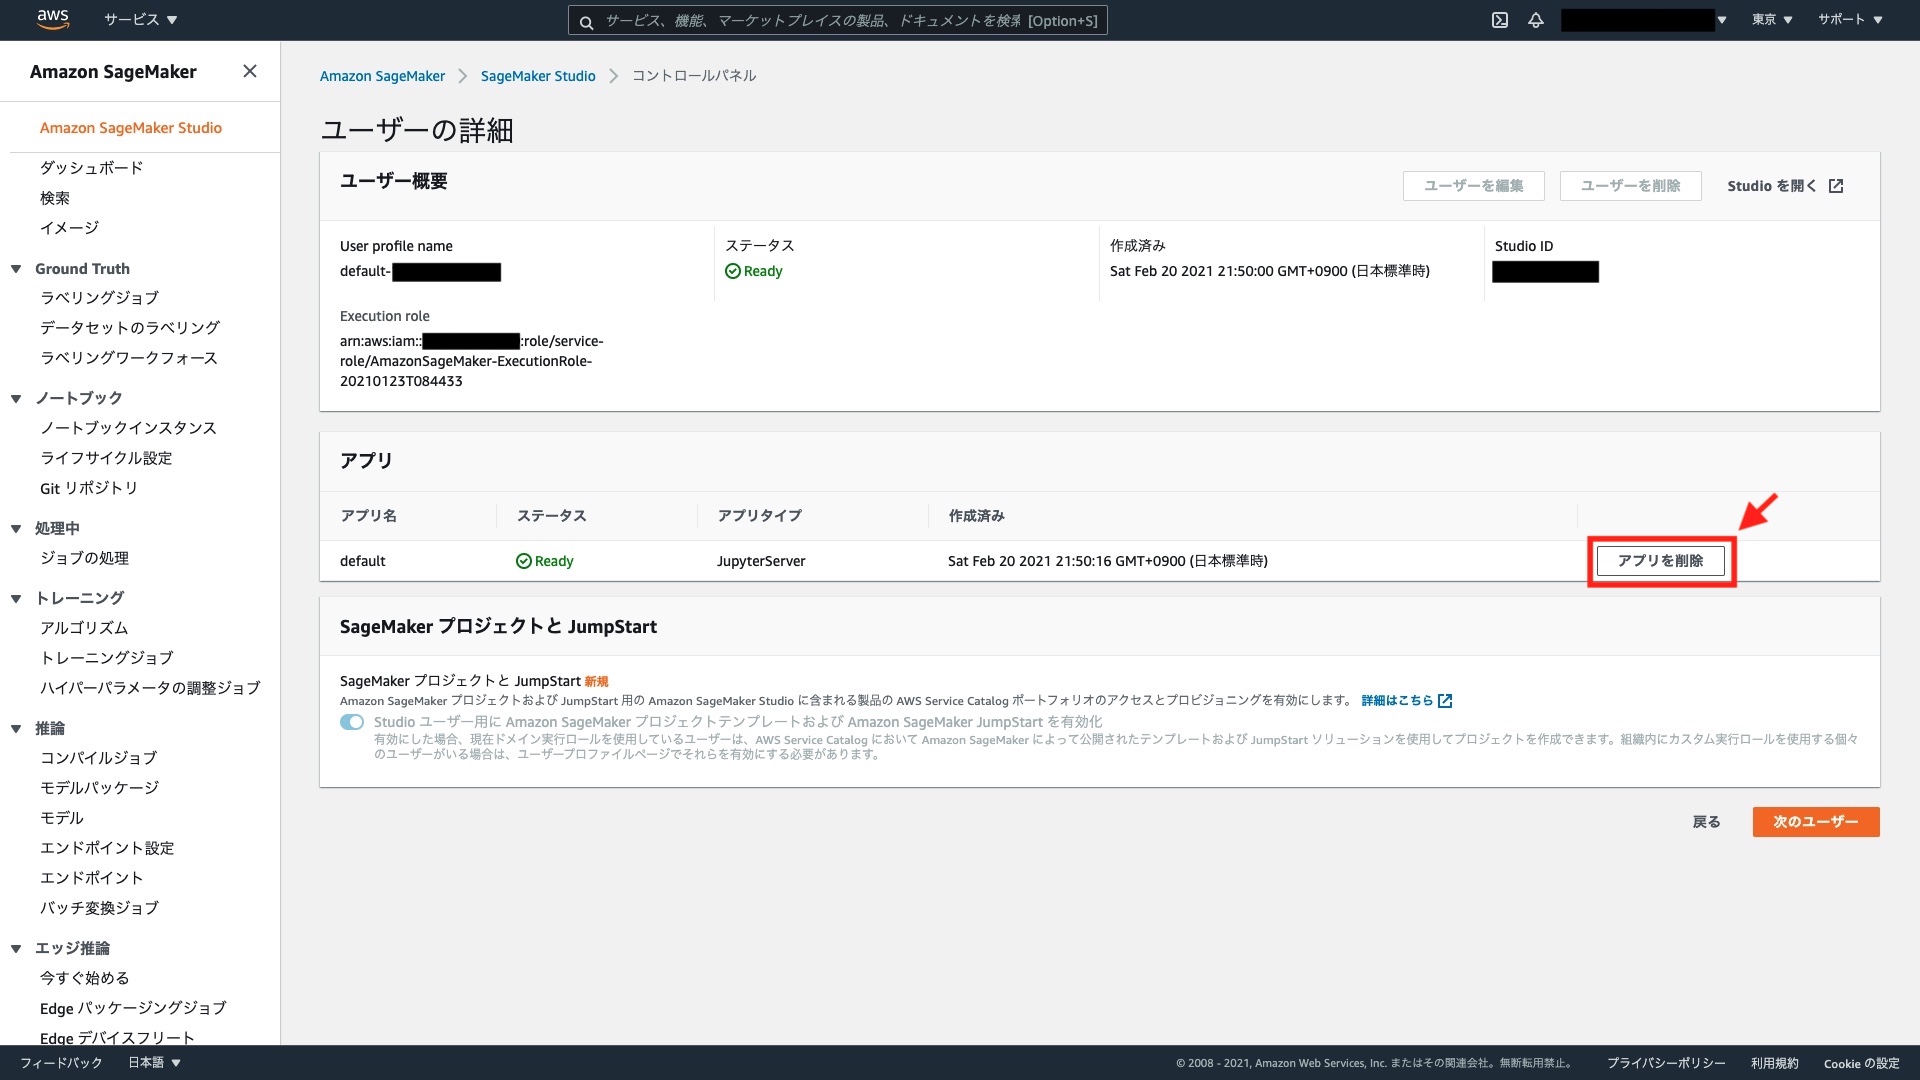 aws
サービス ▼
サービス、機能、マーケットプレイスの製品、ドキュメントを検索 [Option+S]
東京 ▼
サポート ▼
Amazon SageMaker
Amazon SageMaker Studio
ダッシュボード
検索
イメージ
Ground Truth
ラベリングジョブ
データセットのラベリング
ラベリングワークフォース
ノートブック
ノートブックインスタンス
ライフサイクル設定
Git リポジトリ
処理中
ジョブの処理
トレーニング
アルゴリズム
トレーニングジョブ
ハイパーパラメータの調整ジョブ
推論
コンパイルジョブ
モデルパッケージ
モデル
エンドポイント設定
エンドポイント
バッチ変換ジョブ
エッジ推論
今すぐ始める
Edge パッケージングジョブ
Edge デバイスフリート
Amazon SageMaker > SageMaker Studio > コントロールパネル
ユーザーの詳細
ユーザー概要
ユーザーを編集
ユーザーを削除
Studio を開く
User profile name
default-
ステータス
Ready
作成済み
Sat Feb 20 2021 21:50:00 GMT+0900 (日本標準時)
Studio ID
Execution role
arn:aws:iam:: :role/service-
role/AmazonSageMaker-ExecutionRole-
20210123T084433
アプリ
アプリ名 ステータス アプリタイプ 作成済み
default Ready JupyterServer Sat Feb 20 2021 21:50:16 GMT+0900 (日本標準時) アプリを削除
SageMaker プロジェクトと JumpStart
SageMaker プロジェクトと JumpStart 新規
Amazon SageMaker プロジェクトおよび JumpStart 用の Amazon SageMaker Studio に含まれる製品の AWS Service Catalog ポートフォリオのアクセスとプロビジョニングを有効にします。 詳細はこちら
Studio ユーザー用に Amazon SageMaker プロジェクトテンプレートおよび Amazon SageMaker JumpStart を有効化
有効にした場合、現在ドメイン実行ロールを使用しているユーザーは、AWS Service Catalog において Amazon SageMaker によって公開されたテンプレートおよび JumpStart ソリューションを使用してプロジェクトを作成できます。組織内にカスタム実行ロールを使用する個々
のユーザーがいる場合は、ユーザープロファイルページでそれらを有効にする必要があります。
戻る
次のユーザー
フィードバック
日本語 ▼
© 2008 - 2021, Amazon Web Services, Inc. またはその関連会社。無断転用禁止。
プライバシーポリシー
利用規約
Cookie の設定